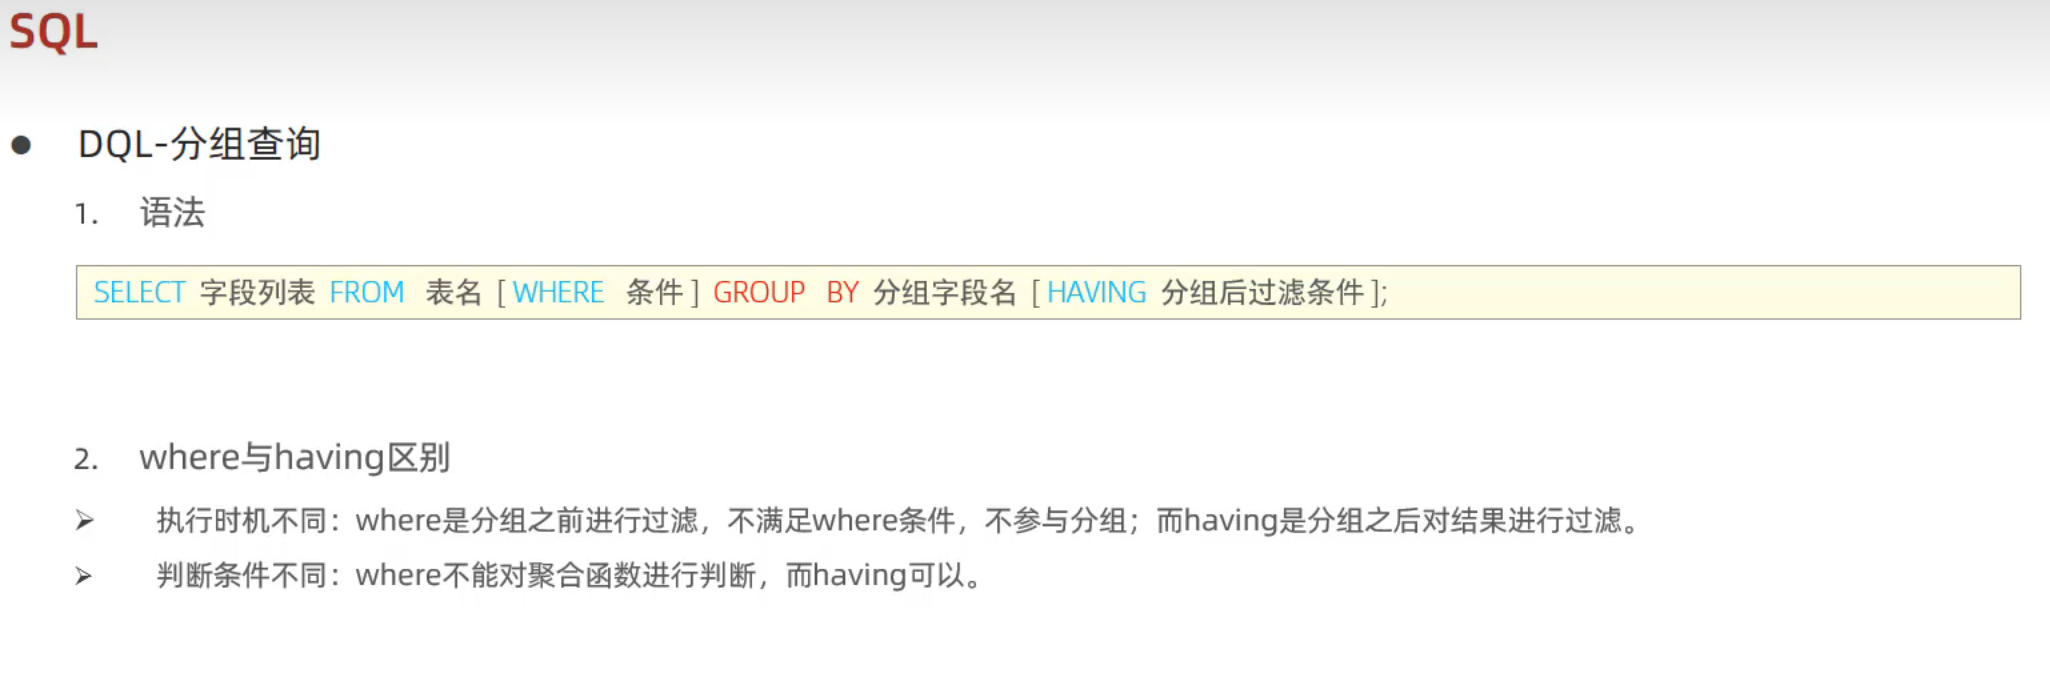 SQL
● DQL-分组查询
1. 语法
SELECT 字段列表 FROM 表名 [ WHERE 条件 ] GROUP BY 分组字段名 [ HAVING 分组后过滤条件 ];
2. where与having区别
➢ 执行时机不同：where是分组之前进行过滤，不满足where条件，不参与分组；而having是分组之后对结果进行过滤。
➢ 判断条件不同：where不能对聚合函数进行判断，而having可以。